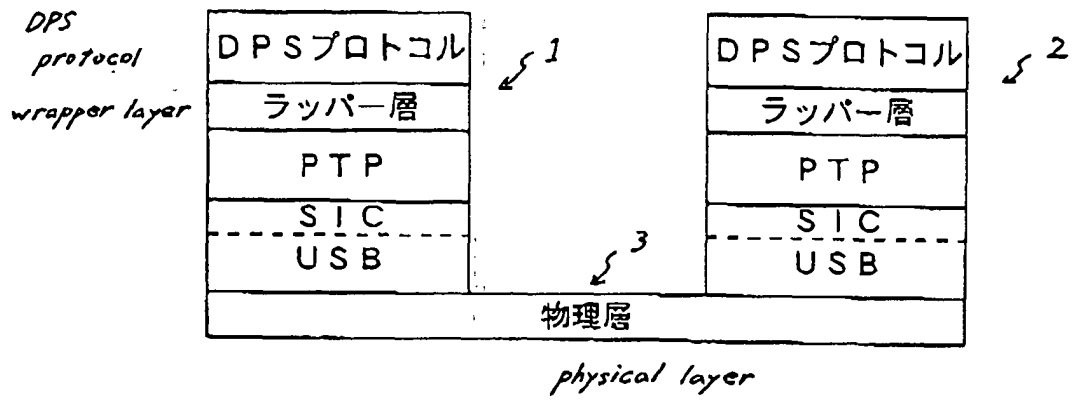 DPS
protocol
wrapper layer
DPSプロトコル
ラッパー層
PTP
SIC
USB
1
DPSプロトコル
ラッパー層
PTP
SIC
USB
2
3
物理層
physical layer